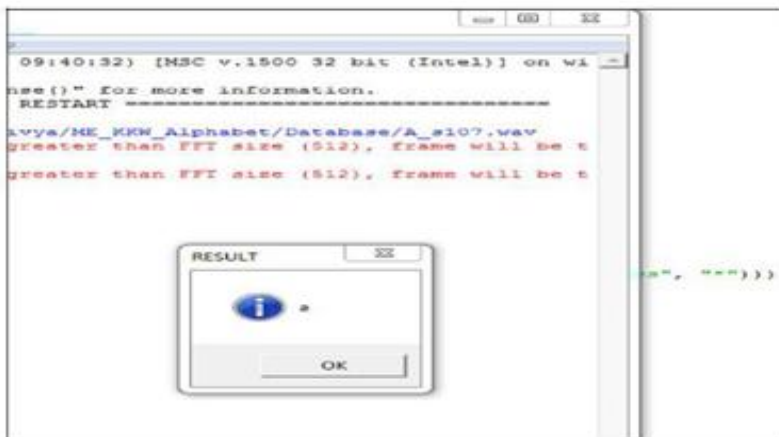 09:40:32) [MSC v.1500 32 bit (Intel)] on wi
nse()" for more information.
RESTART ================================
ivya/ME_KKW_Alphabet/Database/A_s107.wav
greater than FFT size (512), frame will be t
greater than FFT size (512), frame will be t
RESULT
a
OK